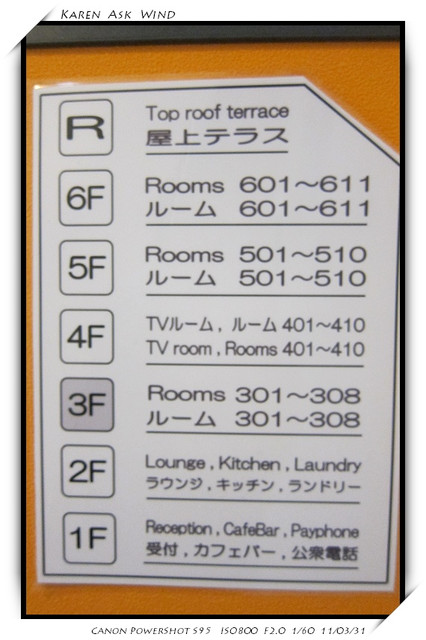 KAREN ASK WIND
R
Top roof terrace
屋上テラス
6F
Rooms 601～611
ルーム 601～611
5F
Rooms 501～510
ルーム 501～510
4F
TVルーム , ルーム 401～410
TV room , Rooms 401～410
3F
Rooms 301～308
ルーム 301～308
2F
Lounge , Kitchen , Laundry
ラウンジ , キッチン , ランドリー
1F
Reception , CafeBar , Payphone
受付 , カフェバー , 公衆電話
CANON POWERSHOT S95 ISO800 F2.0 1/60 11/03/31